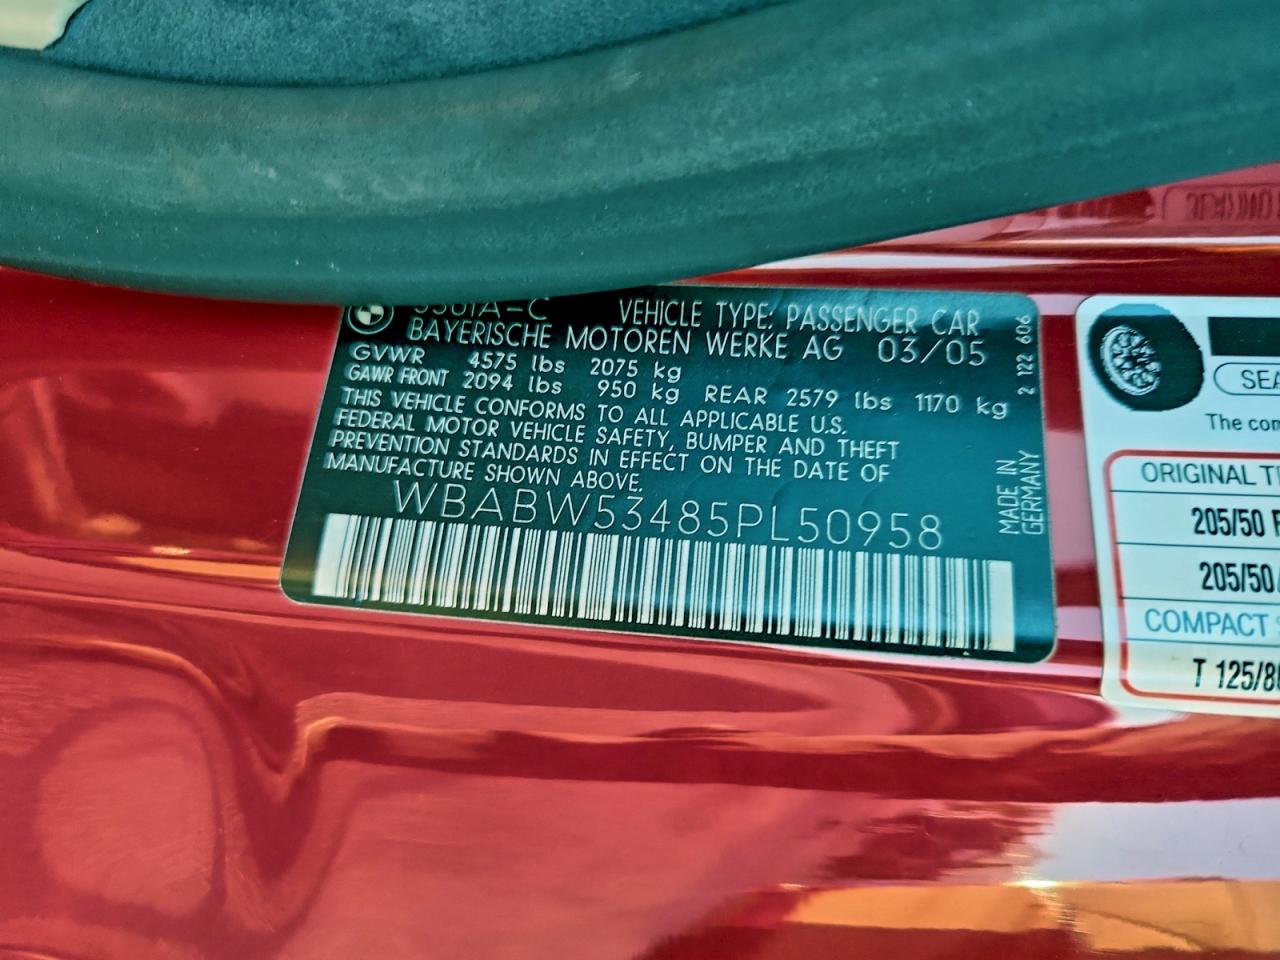 VEHICLE TYPE: PASSENGER CAR
BAYERISCHE MOTOREN WERKE AG 03/05
GVWR 4575 lbs 2075 kg
GAWR FRONT 2094 lbs 950 kg REAR 2579 lbs 1170 kg
THIS VEHICLE CONFORMS TO ALL APPLICABLE U.S.
FEDERAL MOTOR VEHICLE SAFETY, BUMPER AND THEFT
PREVENTION STANDARDS IN EFFECT ON THE DATE OF
MANUFACTURE SHOWN ABOVE.
WBABW53485PL50958
2 122 606
MADE IN
GERMANY
The
ORIGINAL
205/50
205/50/
COMPACT
T 125/8